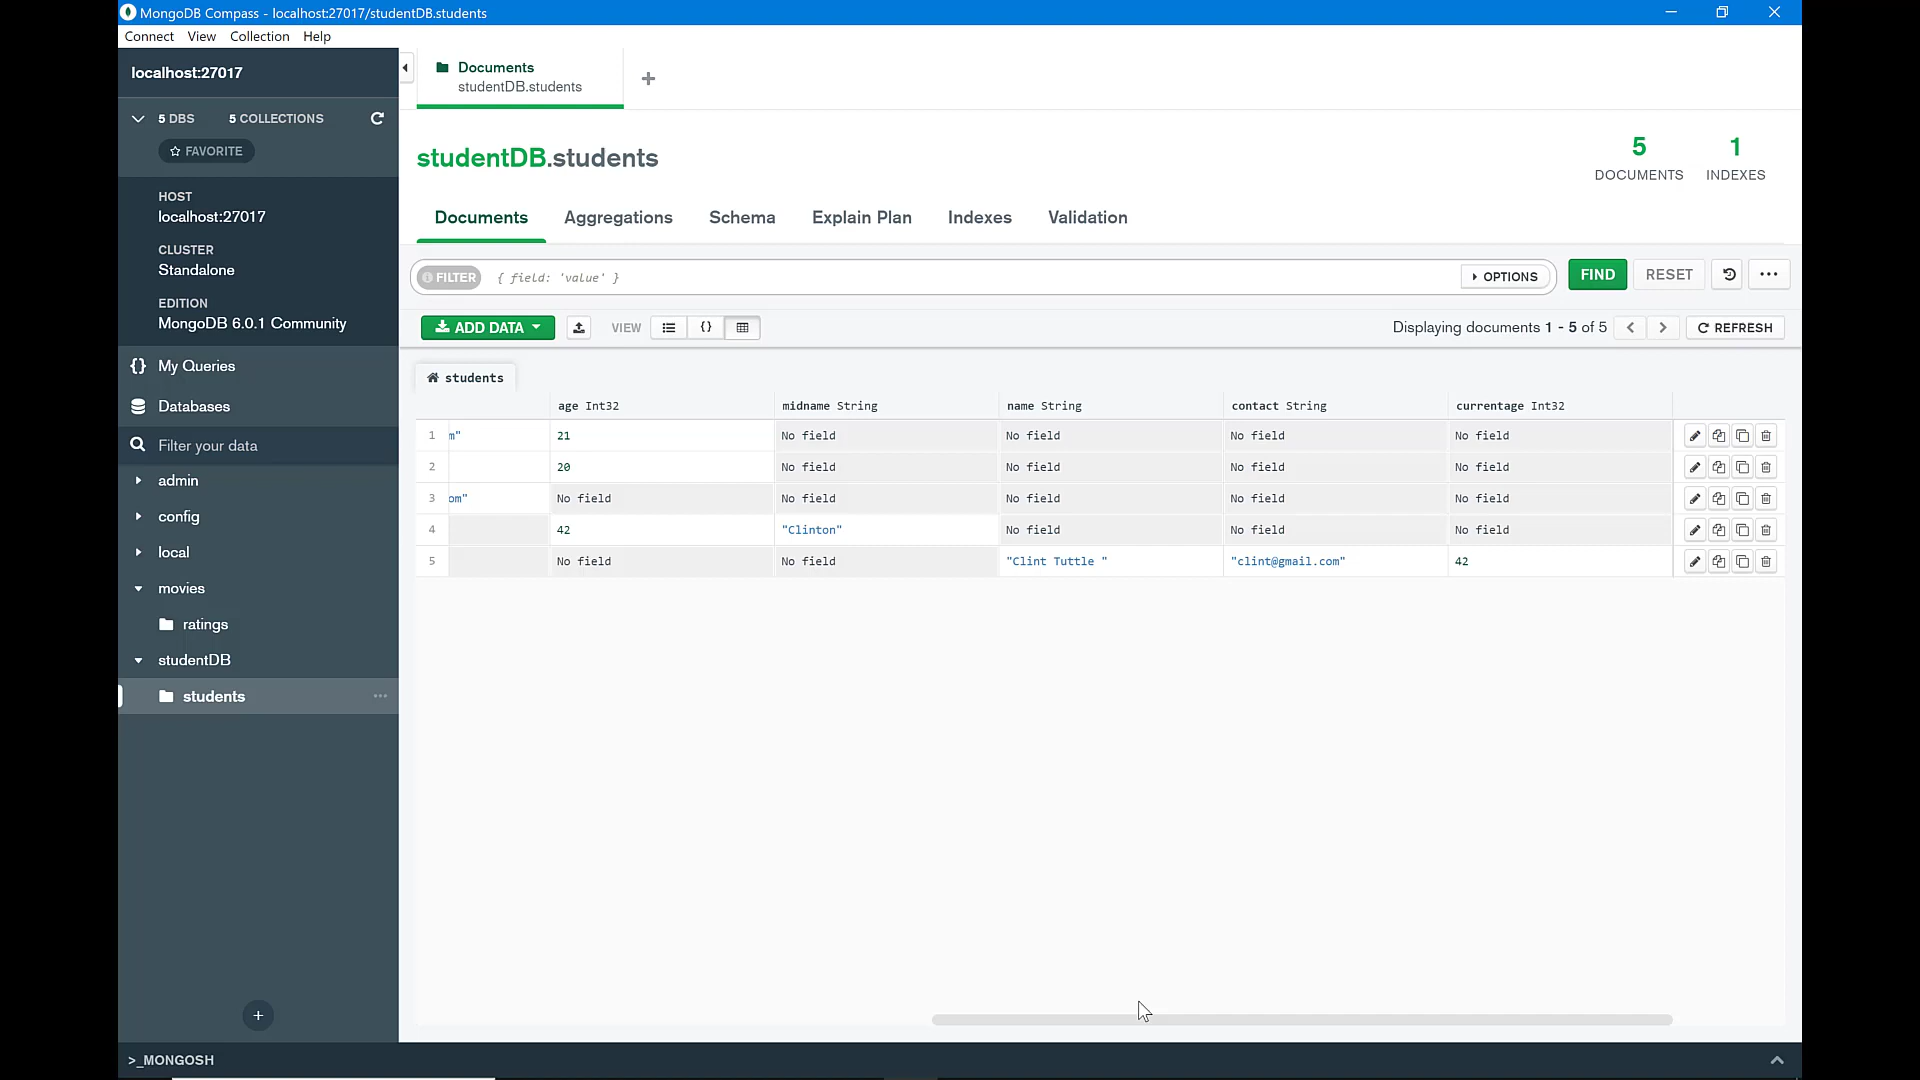 MongoDB Compass - localhost:27017/studentDB.students
Connect View Collection Help
localhost:27017
5 DBS 5 COLLECTIONS
FAVORITE
HOST
localhost:27017
CLUSTER
Standalone
EDITION
MongoDB 6.0.1 Community
{} My Queries
Databases
Filter your data
admin
config
local
movies
ratings
studentDB
students
Documents
studentDB.students
studentDB.students
5
DOCUMENTS
1
INDEXES
Documents Aggregations Schema Explain Plan Indexes Validation
FILTER { field: 'value' } OPTIONS FIND RESET
ADD DATA VIEW {} Displaying documents 1 - 5 of 5 REFRESH
students
age Int32 midname String name String contact String currentage Int32
1 m" 21 No field No field No field No field
2 20 No field No field No field No field
3 om" No field No field No field No field No field
4 42 "Clinton" No field No field No field
5 No field No field "Clint Tuttle " "clint@gmail.com" 42
>_MONGOSH